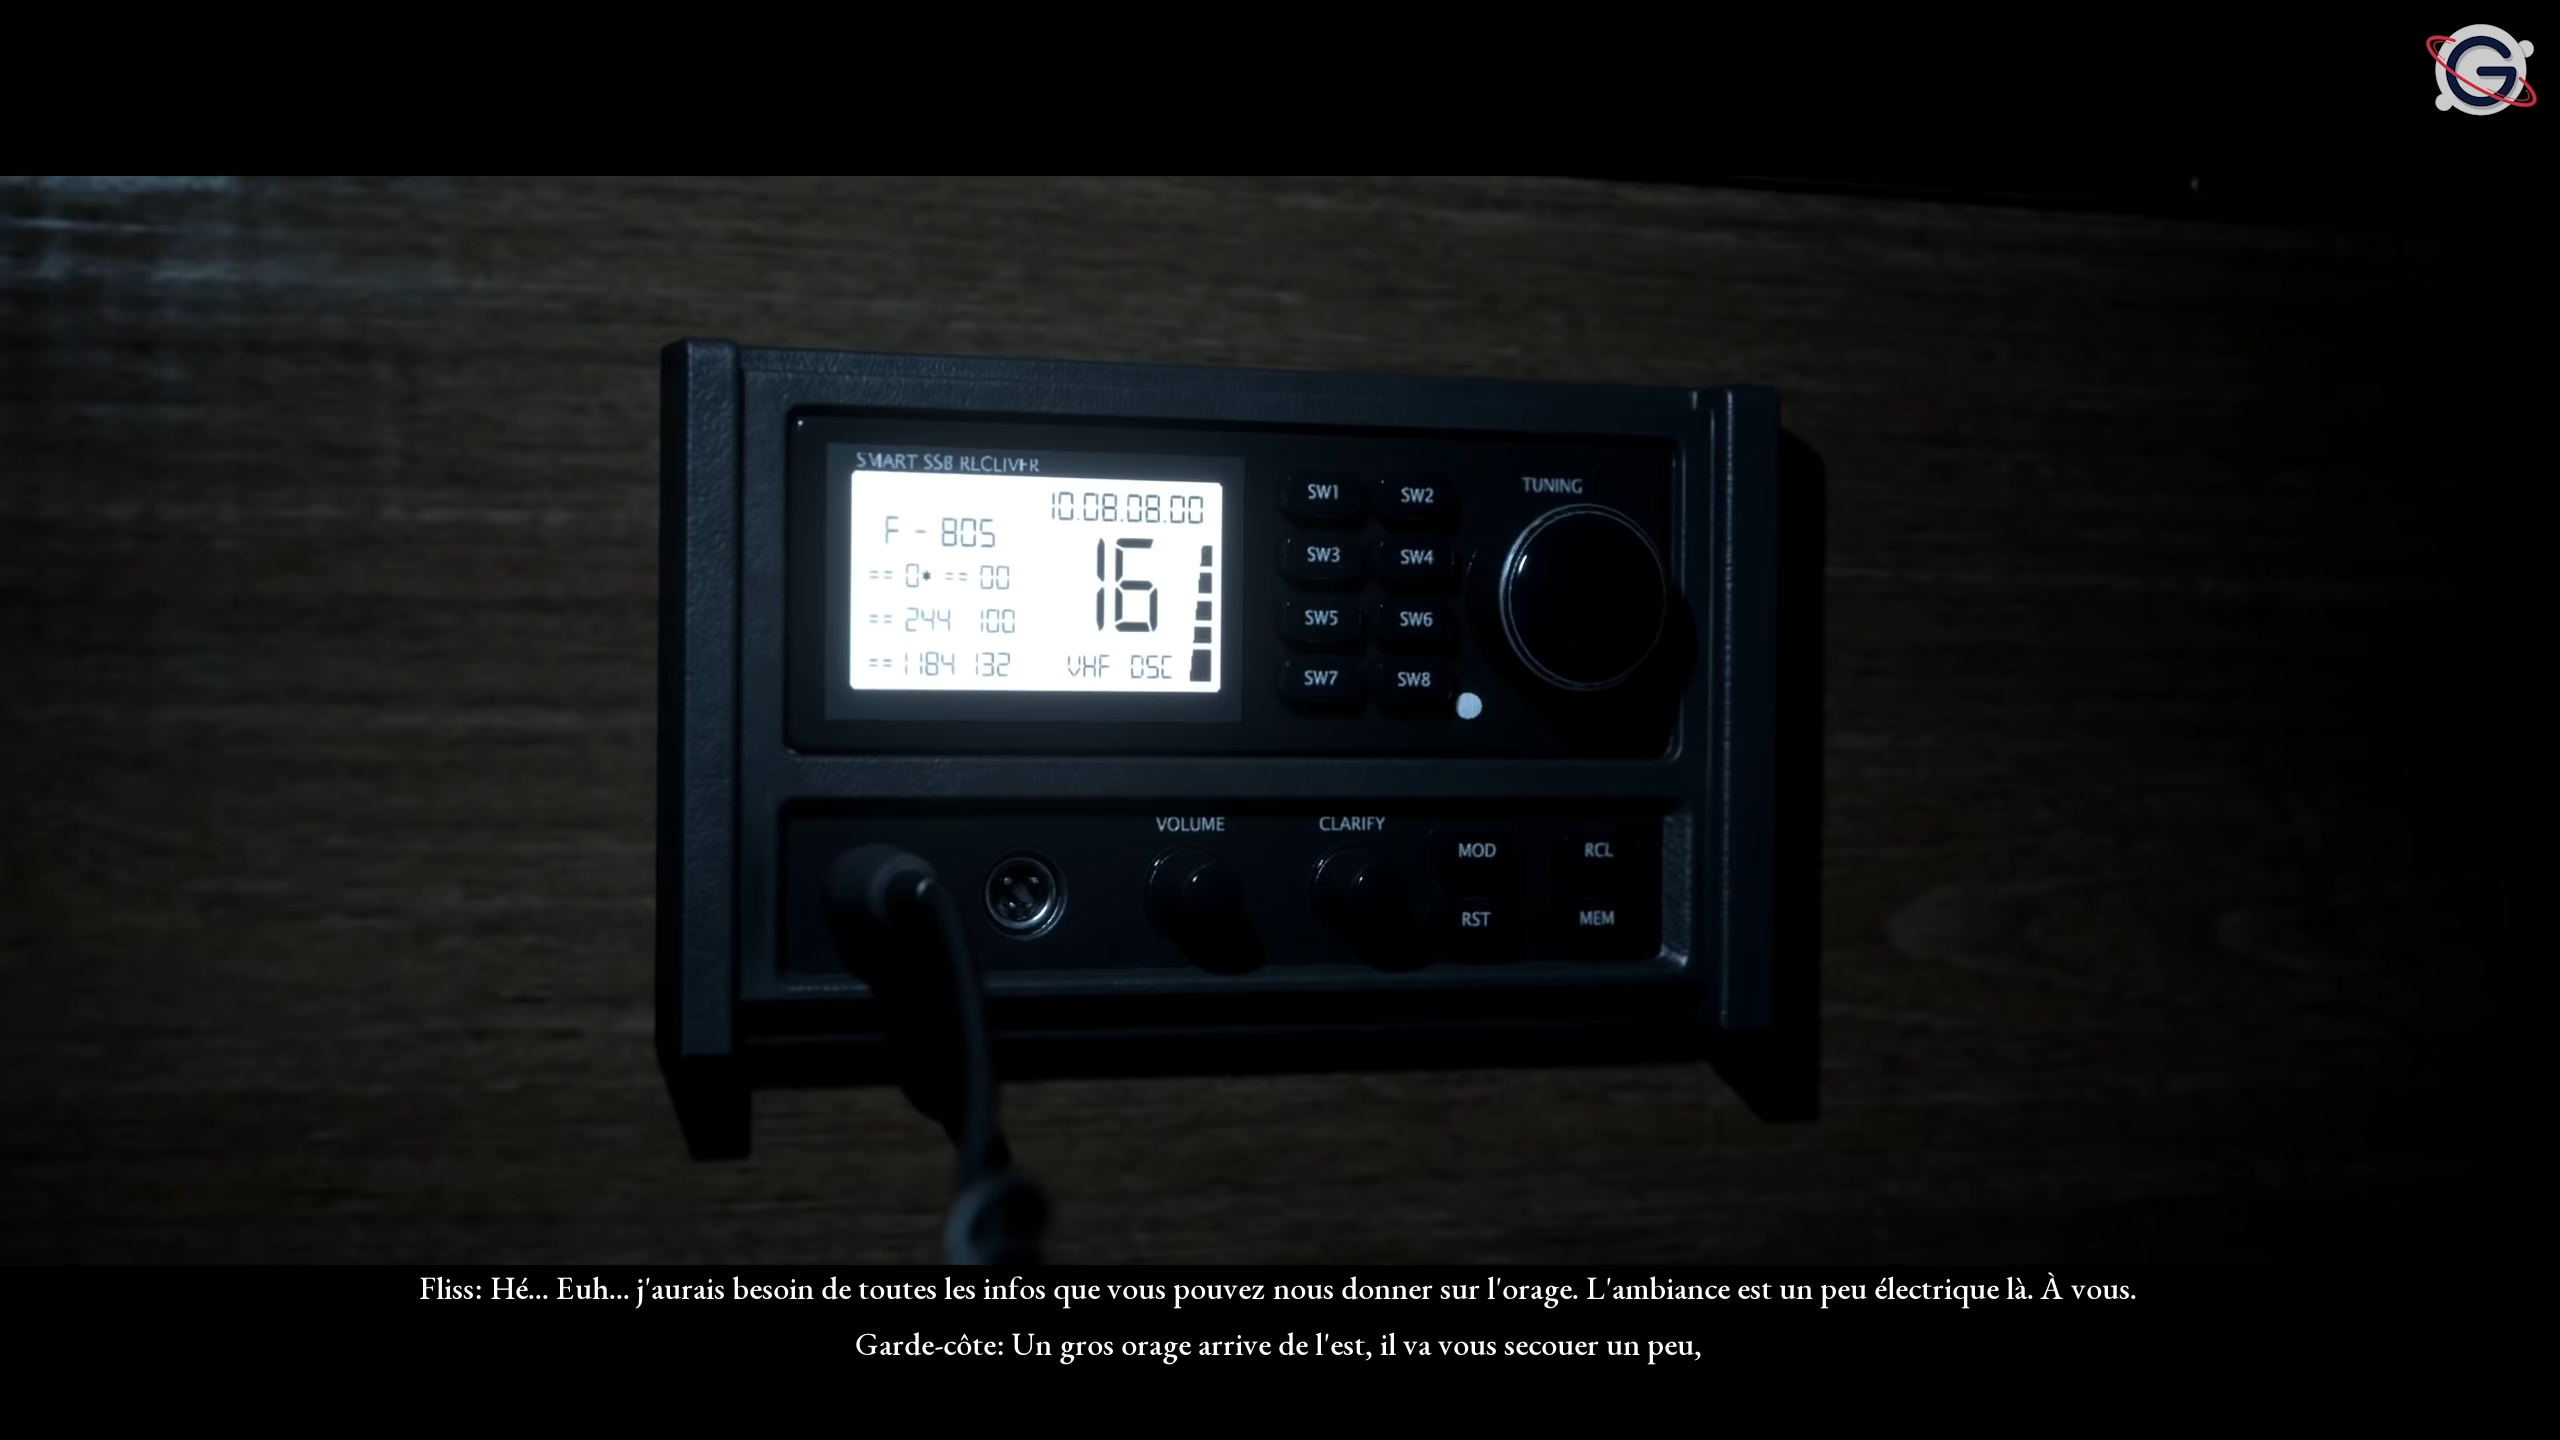 G
SMART SSB RECEIVER
10.08.08.00
F - 805
16
== 0* == 00
== 244 100
== 1184 132
VHF DSC
SW1 SW2
SW3 SW4
SW5 SW6
SW7 SW8
TUNING
VOLUME
CLARIFY
MOD
RCL
RST
MEM
Fliss: Hé... Euh... j'aurais besoin de toutes les infos que vous pouvez nous donner sur l'orage. L'ambiance est un peu électrique là. À vous.
Garde-côte: Un gros orage arrive de l'est, il va vous secouer un peu,